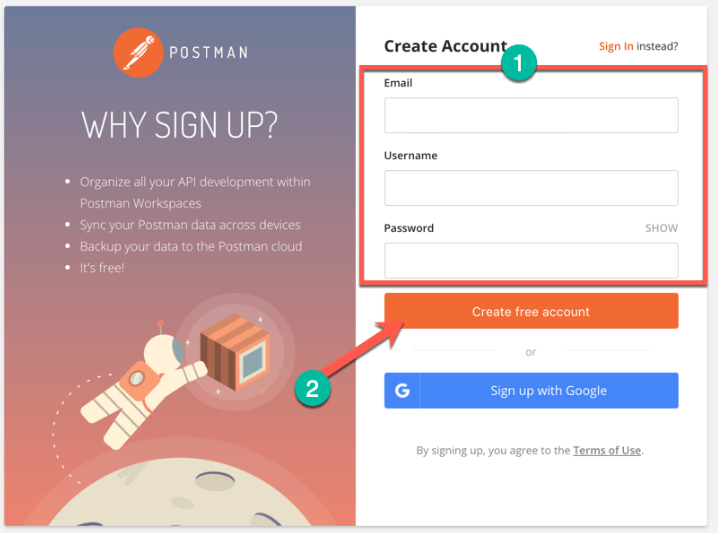 POSTMAN
WHY SIGN UP?
• Organize all your API development within
Postman Workspaces
• Sync your Postman data across devices
• Backup your data to the Postman cloud
• It's free!
Create Account
Sign In instead?
1
Email
Username
Password
SHOW
Create free account
2
or
G
Sign up with Google
By signing up, you agree to the Terms of Use.